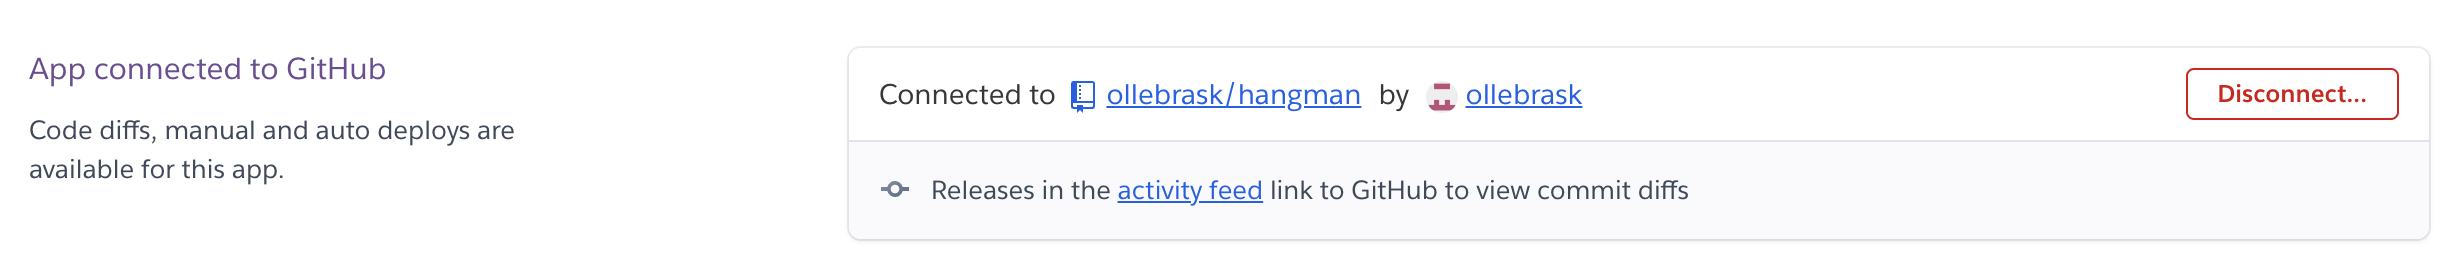 App connected to GitHub
Code diffs, manual and auto deploys are
available for this app.
Connected to ollebrask/hangman by ollebrask
Disconnect...
Releases in the activity feed link to GitHub to view commit diffs